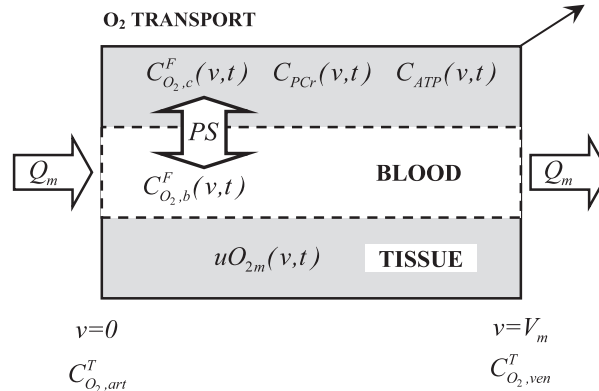 O₂ TRANSPORT
C^F_{O₂,c}(v,t) C_{PCr}(v,t) C_{ATP}(v,t)
PS
Q_m BLOOD Q_m
C^F_{O₂,b}(v,t)
uO_{2m}(v,t) TISSUE
v=0 v=V_m
C^T_{O₂,art} C^T_{O₂,ven}